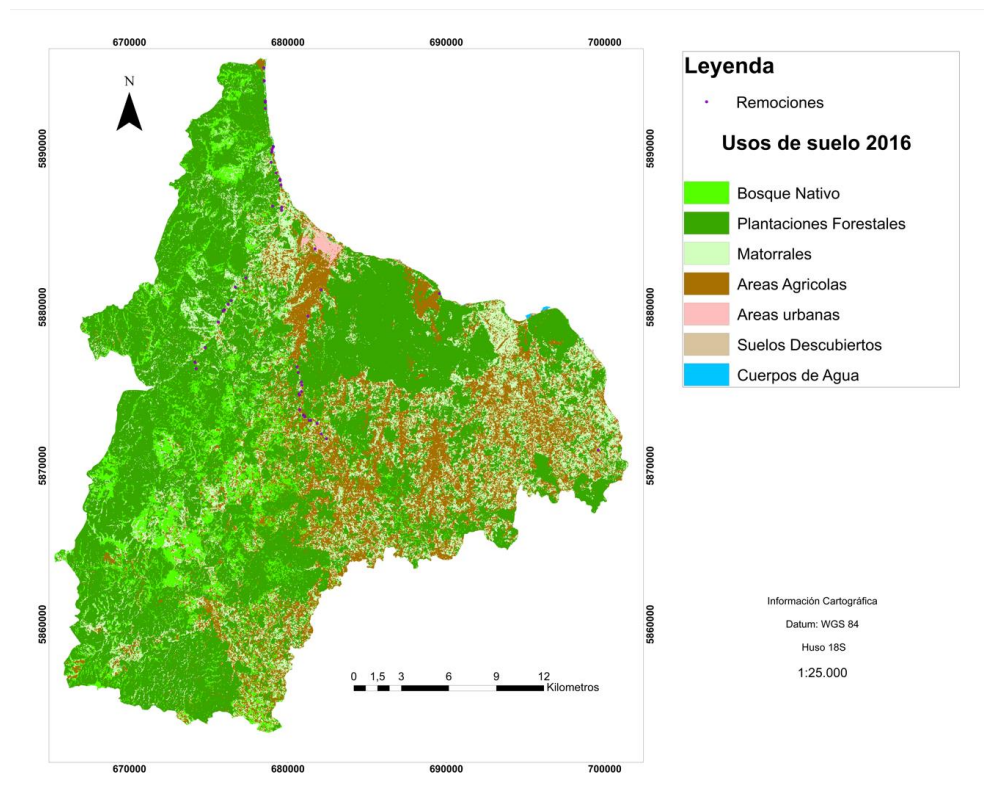 670000 680000 690000 700000
N
5890000 5890000
5880000 5880000
5870000 5870000
5860000 5860000
0 1,5 3 6 9 12
Kilometros
670000 680000 690000 700000
Leyenda
Remociones
Usos de suelo 2016
Bosque Nativo
Plantaciones Forestales
Matorrales
Areas Agricolas
Areas urbanas
Suelos Descubiertos
Cuerpos de Agua
Información Cartográfica
Datum: WGS 84
Huso 18S
1:25.000